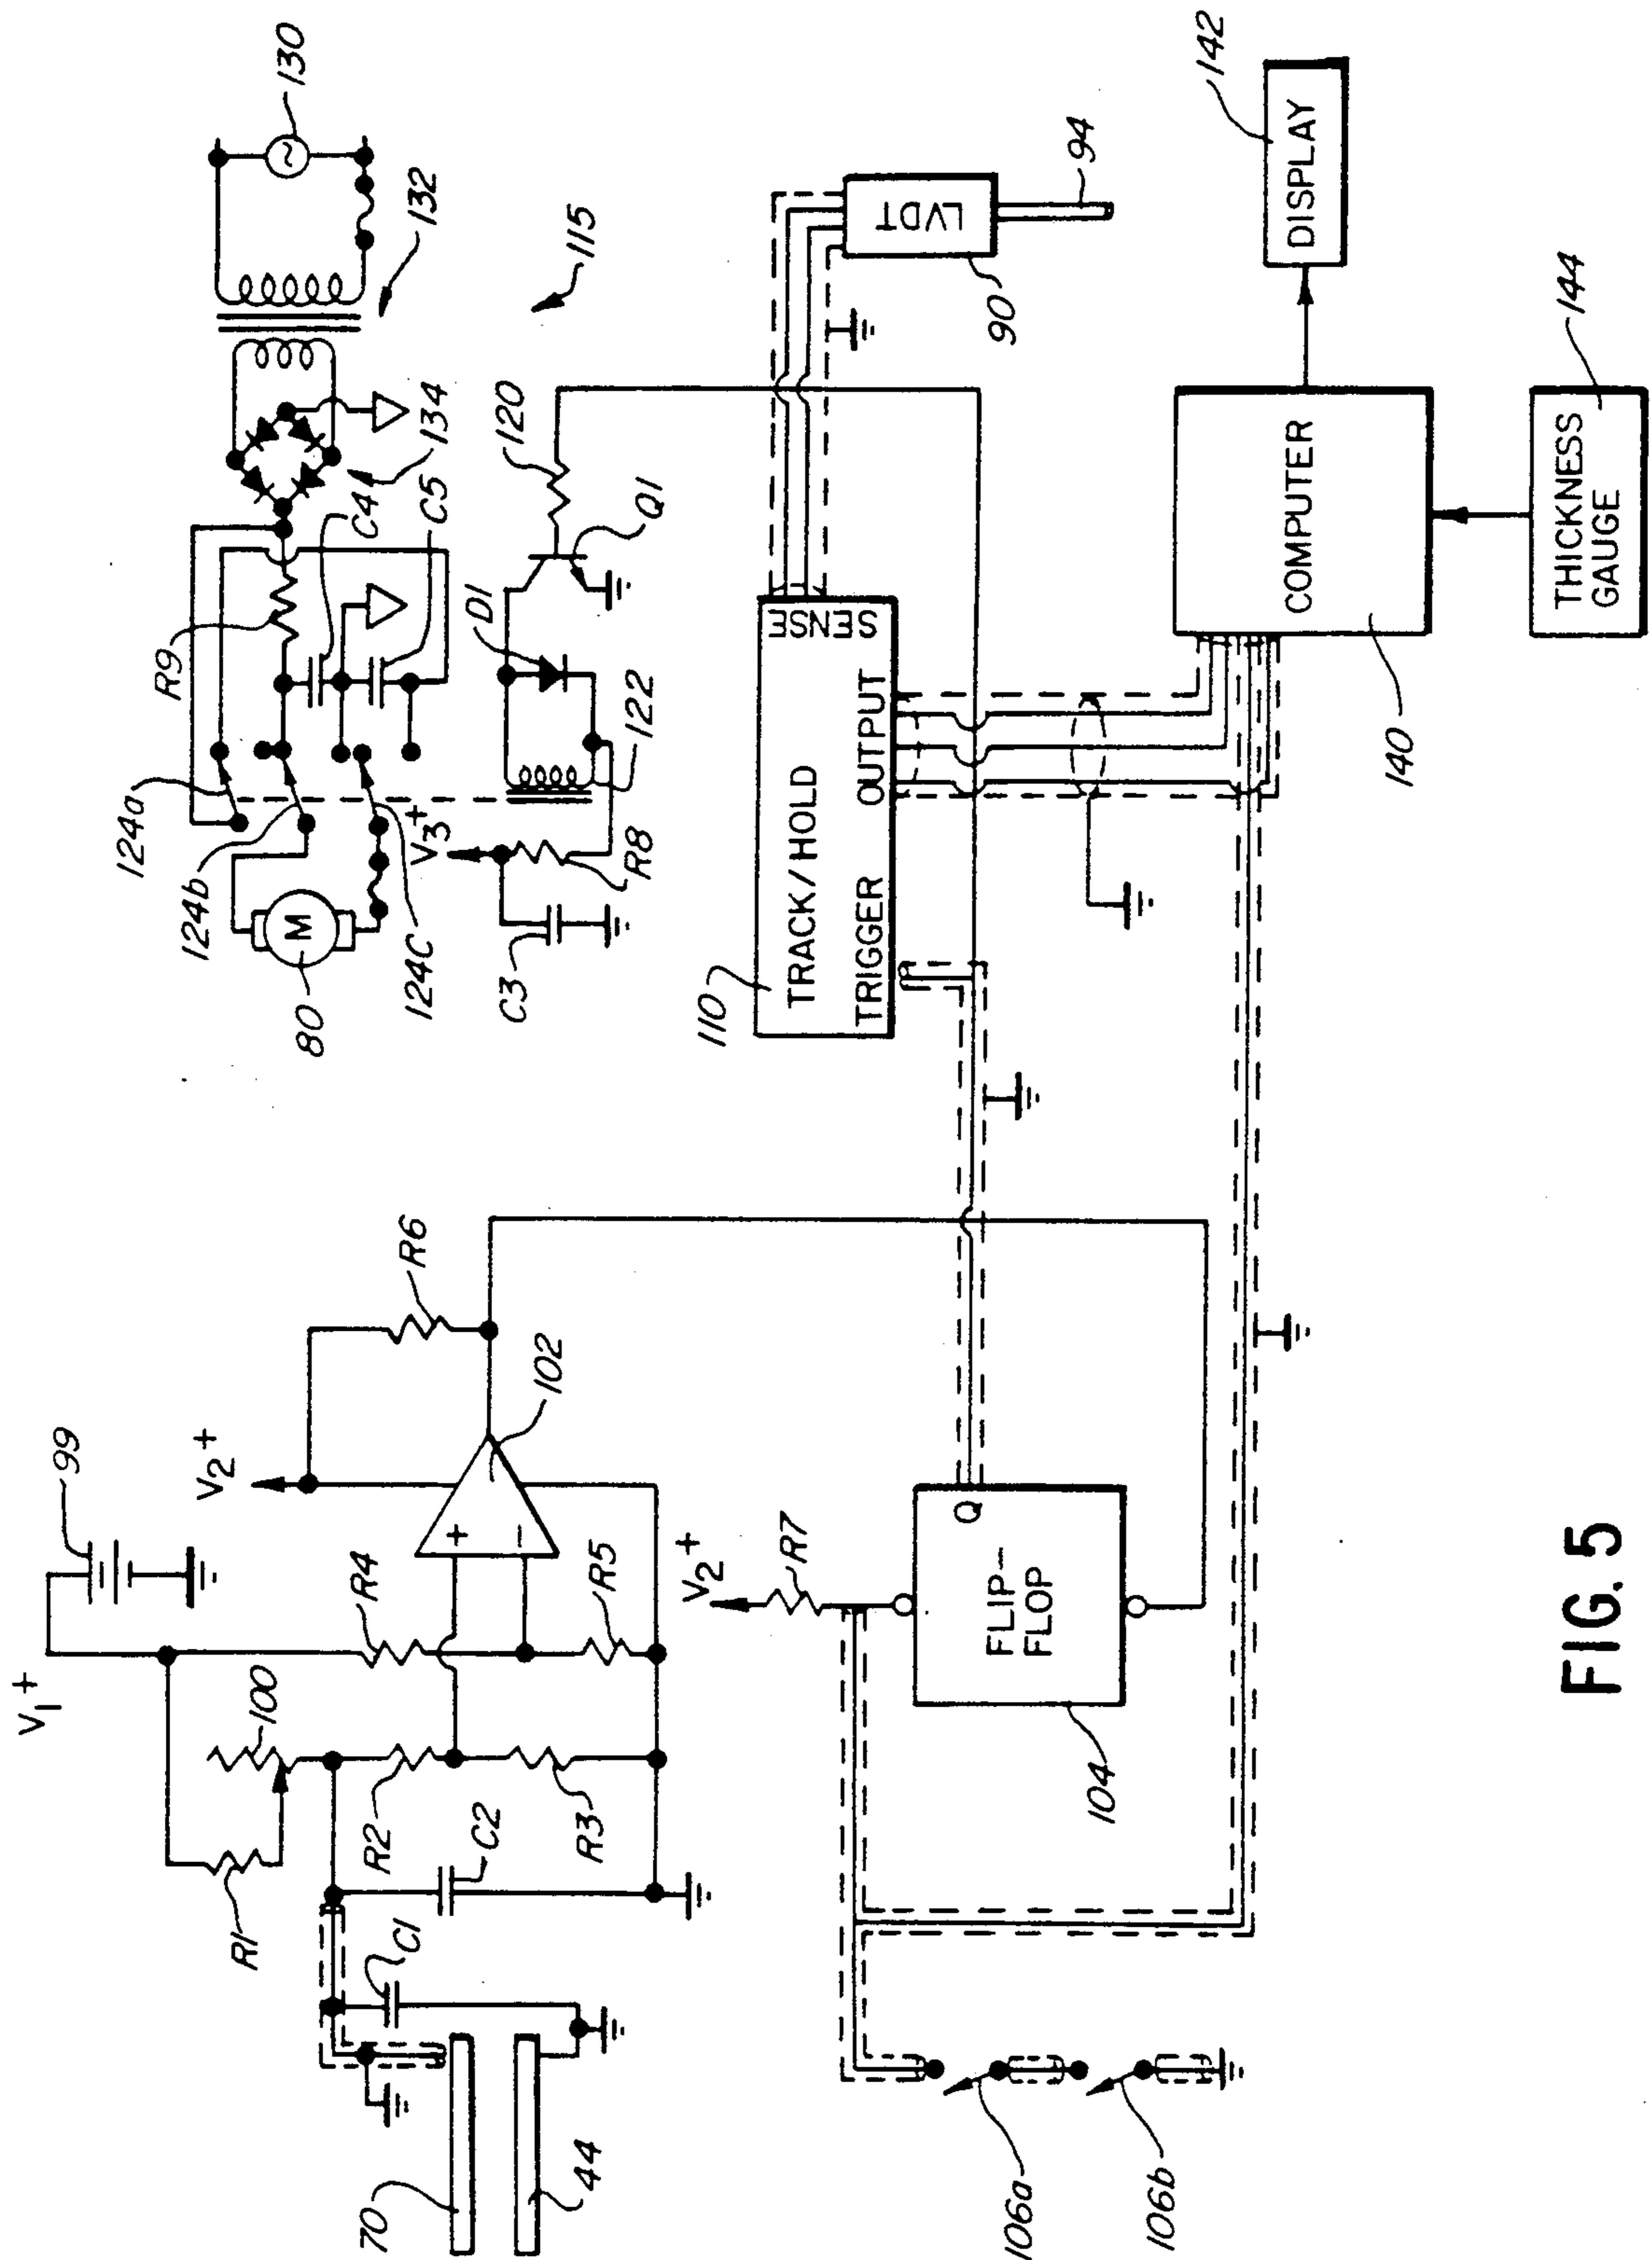 V1+
99
V2+
R6
100
R4
102
R1
R2
C2
R3
R5
+
−
C1
70
44
V2+
R7
Q
FLIP-
FLOP
104
106a
106b
130
132
134
R9
C4
C5
124a
124b
124C
M
80
V3+
C3
R8
122
D1
Q1
120
115
110
TRACK/HOLD
TRIGGER
OUTPUT
SENSE
LVDT
90
94
COMPUTER
140
DISPLAY
142
THICKNESS
GAUGE
144
FIG. 5